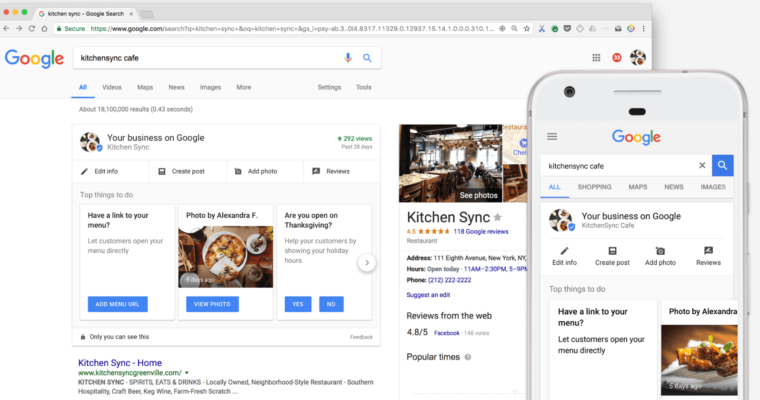 kitchen sync - Google Search
Secure
https://www.google.com/search?q=kitchen+sync+&oq=kitchen+sync+&gs_l=psy-ab.3..0l4.8317.11329.0.12937.15.14.1.0.0.0.310.1...
Google
kitchensync cafe
33
All Videos Maps News Images More Settings Tools
About 18,100,000 results (0.43 seconds)
Your business on Google
Kitchen Sync
292 views
Past 28 days
Edit info Create post Add photo Reviews
Top things to do
Have a link to your menu?
Let customers open your menu directly
ADD MENU URL
Photo by Alexandra F.
5 days ago
VIEW PHOTO
Are you open on Thanksgiving?
Help your customers by showing your holiday hours.
YES NO
Only you can see this
Feedback
Kitchen Sync - Home
www.kitchensyncgreenville.com/
KITCHEN SYNC - SPIRITS, EATS & DRINKS - Locally Owned, Neighborhood-Style Restaurant · Southern
Hospitality, Craft Beer, Keg Wine, Farm-Fresh Scratch ...
See photos
Restaurant
Chels
Kitchen Sync
4.5 118 Google reviews
Restaurant
Address: 111 Eighth Avenue, New York, NY,
Hours: Open today · 11AM–2:30PM, 5–9P
Phone: (212) 222-2222
Suggest an edit
Reviews from the web
4.8/5 Facebook · 148 votes
Popular times
Google
kitchensync cafe
ALL SHOPPING MAPS NEWS IMAGES
Your business on Google
KitchenSync Cafe
Edit info Create post Add photo Reviews
Top things to do
Have a link to your
menu?
Let customers open your
menu directly
Photo by Alexandra
5 days ago